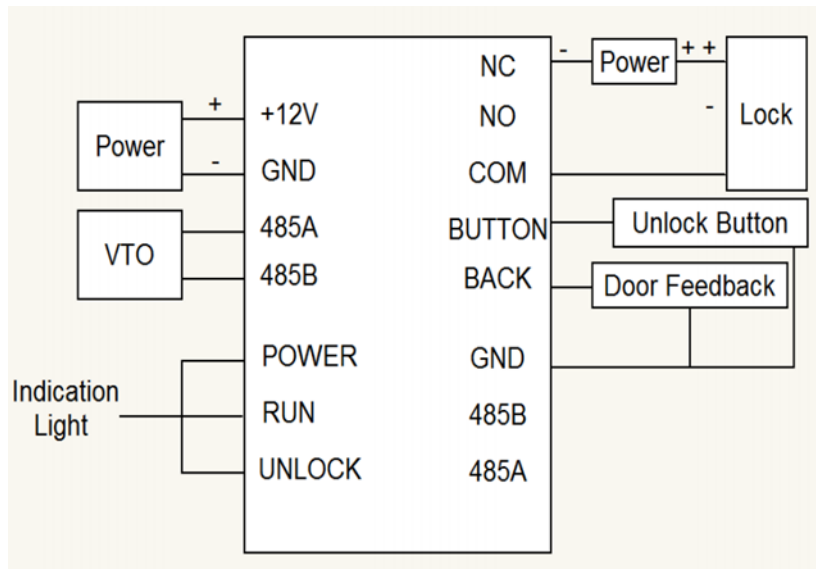 NC
-
Power
+ +
+
+12V
NO
-
Lock
Power
-
GND
COM
485A
BUTTON
Unlock Button
VTO
485B
BACK
Door Feedback
POWER
GND
Indication
Light
RUN
485B
UNLOCK
485A